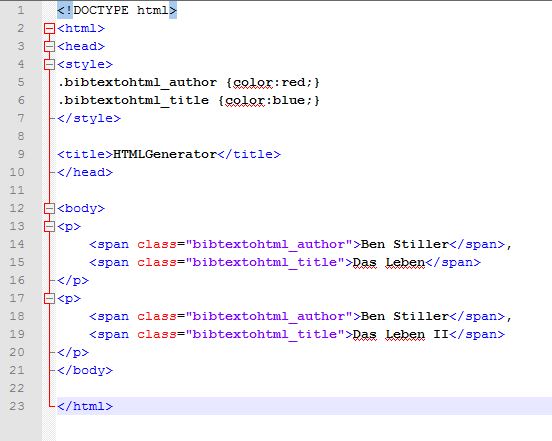 1 <!DOCTYPE html>
2 <html>
3 <head>
4 <style>
5 .bibtextohtml_author {color:red;}
6 .bibtextohtml_title {color:blue;}
7 </style>
8
9 <title>HTMLGenerator</title>
10 </head>
11
12 <body>
13 <p>
14     <span class="bibtextohtml_author">Ben Stiller</span>,
15     <span class="bibtextohtml_title">Das Leben</span>
16 </p>
17 <p>
18     <span class="bibtextohtml_author">Ben Stiller</span>,
19     <span class="bibtextohtml_title">Das Leben II</span>
20 </p>
21 </body>
22
23 </html>